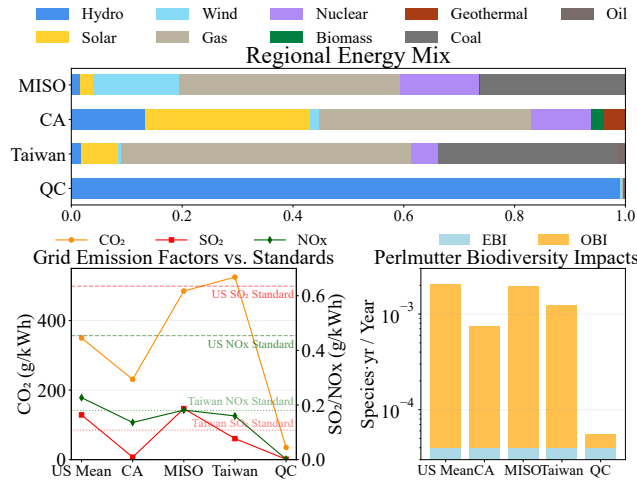 Hydro Wind Nuclear Geothermal Oil
Solar Gas Biomass Coal
Regional Energy Mix
MISO
CA
Taiwan
QC
0.0 0.2 0.4 0.6 0.8 1.0
CO₂ SO₂ NOx
Grid Emission Factors vs. Standards
CO₂ (g/kWh)
400
200
0
US SO₂ Standard
US NOx Standard
Taiwan NOx Standard
Taiwan SO₂ Standard
0.6
0.4
0.2
0.0
SO₂/NOx (g/kWh)
US Mean CA MISO Taiwan QC
EBI OBI
Perlmutter Biodiversity Impacts
Species·yr / Year
10⁻³
10⁻⁴
US Mean CA MISO Taiwan QC